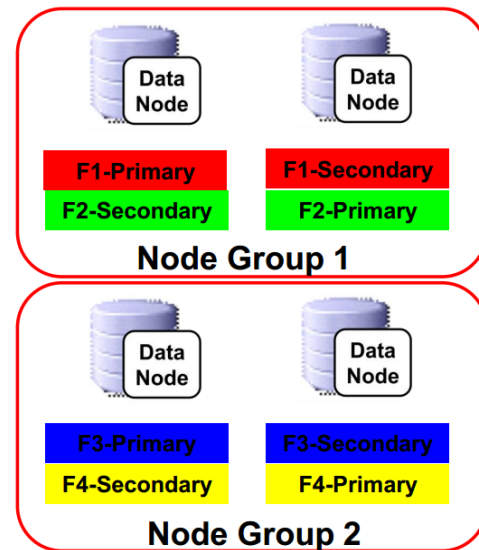 Data
Node
Data
Node
F1-Primary
F1-Secondary
F2-Secondary
F2-Primary
Node Group 1
Data
Node
Data
Node
F3-Primary
F3-Secondary
F4-Secondary
F4-Primary
Node Group 2